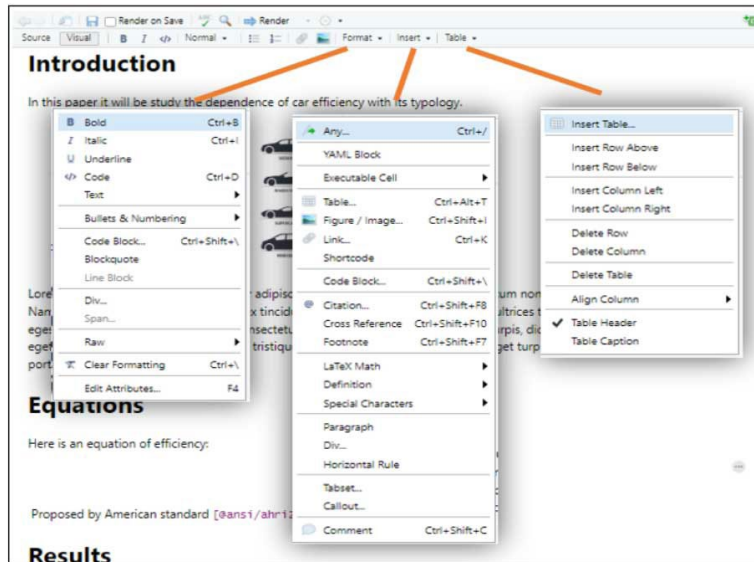 Render on Save Render
Source Visual B I </> Normal Format Insert Table
Introduction
In this paper it will be study the dependence of car efficiency with its typology.
B Bold Ctrl+B
I Italic Ctrl+I
U Underline
</> Code Ctrl+D
Text
Bullets & Numbering
Code Block... Ctrl+Shift+\
Blockquote
Line Block
Div...
Span...
Raw
Clear Formatting Ctrl+\
Edit Attributes... F4
Any... Ctrl+/
YAML Block
Executable Cell
Table... Ctrl+Alt+T
Figure / Image... Ctrl+Shift+I
Link... Ctrl+K
Shortcode
Code Block... Ctrl+Shift+\
Citation... Ctrl+Shift+F8
Cross Reference Ctrl+Shift+F10
Footnote Ctrl+Shift+F7
LaTeX Math
Definition
Special Characters
Paragraph
Div...
Horizontal Rule
Tabset...
Callout...
Comment Ctrl+Shift+C
Insert Table...
Insert Row Above
Insert Row Below
Insert Column Left
Insert Column Right
Delete Row
Delete Column
Delete Table
Align Column
Table Header
Table Caption
Equations
Here is an equation of efficiency:
Proposed by American standard [@ansi/ahri
Results